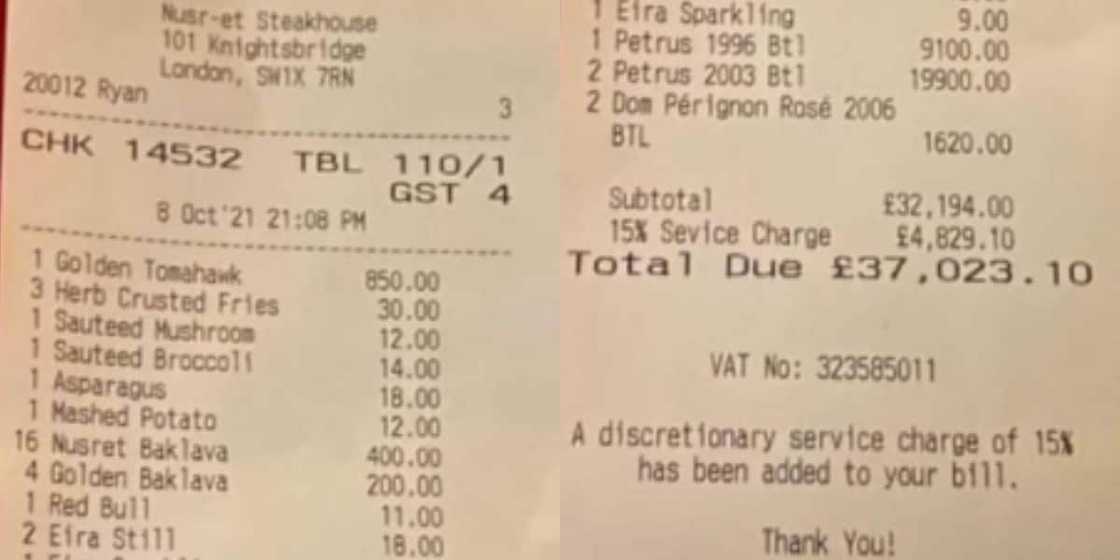 Nusr-et Steakhouse
101 Knightsbridge
London, SW1X 7RN
20012 Ryan
3
CHK 14532 TBL 110/1
GST 4
8 Oct'21 21:08 PM
1 Golden Tomahawk 850.00
3 Herb Crusted Fries 30.00
1 Sauteed Mushroom 12.00
1 Sauteed Broccoli 14.00
1 Asparagus 18.00
1 Mashed Potato 12.00
16 Nusret Baklava 400.00
4 Golden Baklava 200.00
1 Red Bull 11.00
2 Eira Still 18.00
1 Eira Sparkling 9.00
1 Petrus 1996 Btl 9100.00
2 Petrus 2003 Btl 19900.00
2 Dom Pérignon Rosé 2006
BTL 1620.00
Subtotal £32,194.00
15% Sevice Charge £4,829.10
Total Due £37,023.10
VAT No: 323585011
A discretionary service charge of 15%
has been added to your bill.
Thank You!